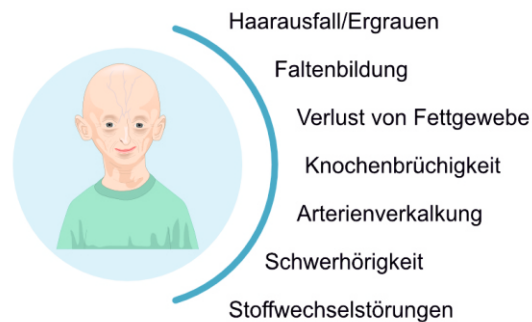 Haarausfall/Ergrauen
Faltenbildung
Verlust von Fettgewebe
Knochenbrüchigkeit
Arterienverkalkung
Schwerhörigkeit
Stoffwechselstörungen